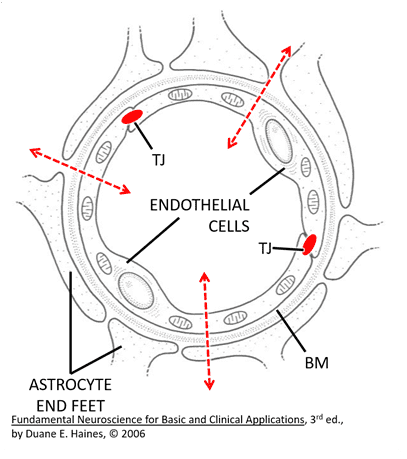 TJ
ENDOTHELIAL
CELLS
TJ
BM
ASTROCYTE
END FEET
Fundamental Neuroscience for Basic and Clinical Applications, 3rd ed.,
by Duane E. Haines, © 2006